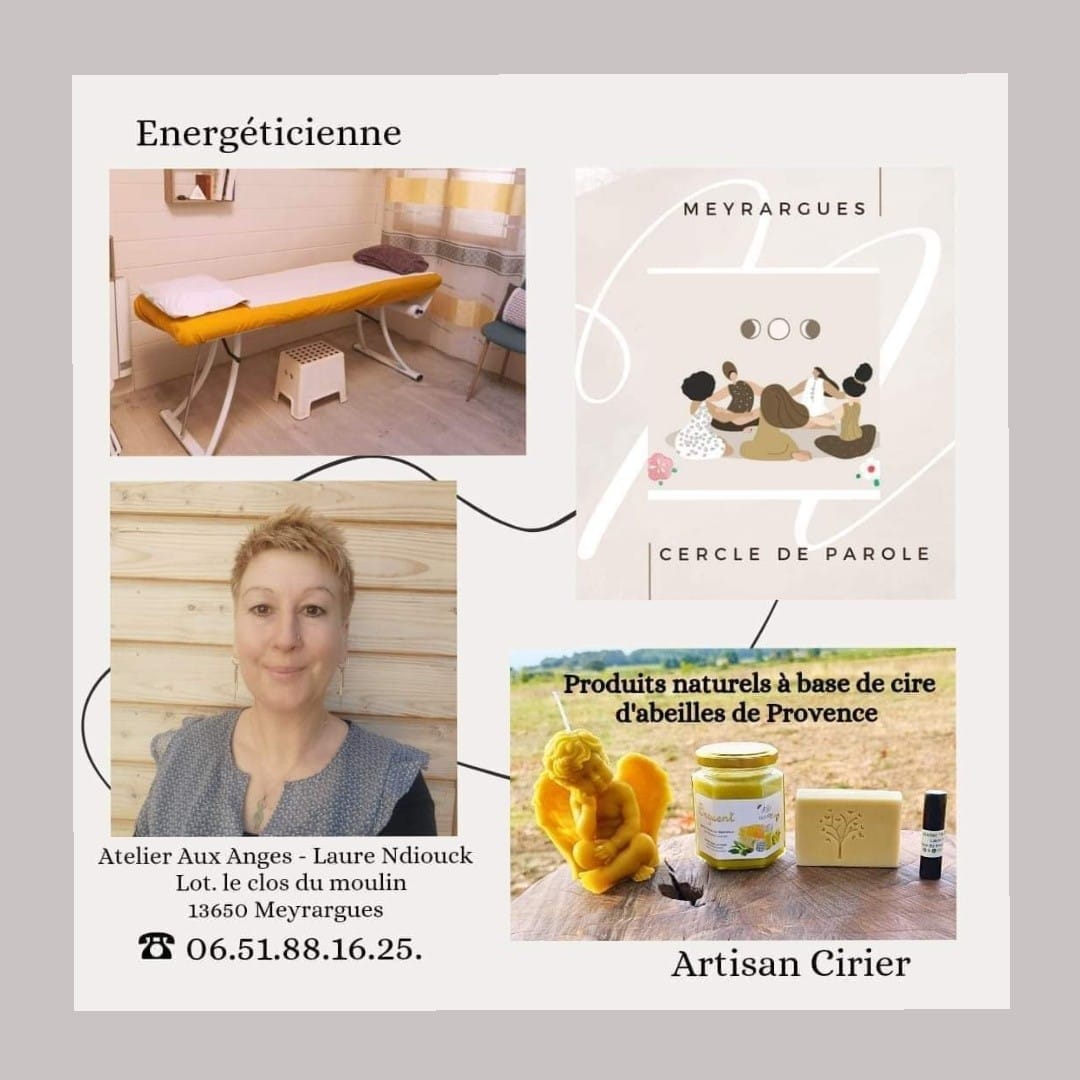 Energéticienne
MEYRARGUES
CERCLE DE PAROLE
Produits naturels à base de cire
d'abeilles de Provence
Atelier Aux Anges - Laure Ndiouck
Lot. le clos du moulin
13650 Meyrargues
☎ 06.51.88.16.25.
Artisan Cirier